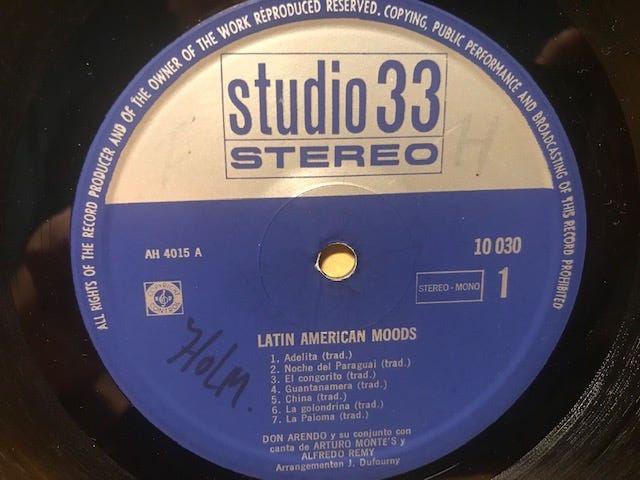 ALL RIGHTS OF THE RECORD PRODUCER AND OF THE OWNER OF THE WORK REPRODUCED RESERVED. COPYING, PUBLIC PERFORMANCE AND BROADCASTING OF THIS RECORD PROHIBITED
studio 33
STEREO
AH 4015 A
10 030
STEREO - MONO
1
COPYRIGHT CONTROL
Holm.
LATIN AMERICAN MOODS
1. Adelita (trad.)
2. Noche del Paraguai (trad.)
3. El congorito (trad.)
4. Guantanamera (trad.)
5. China (trad.)
6. La golondrina (trad.)
7. La Paloma (trad.)
DON ARENDO y su conjunto con
canta de ARTURO MONTE'S y
ALFREDO REMY
Arrangementen J. Dufourny